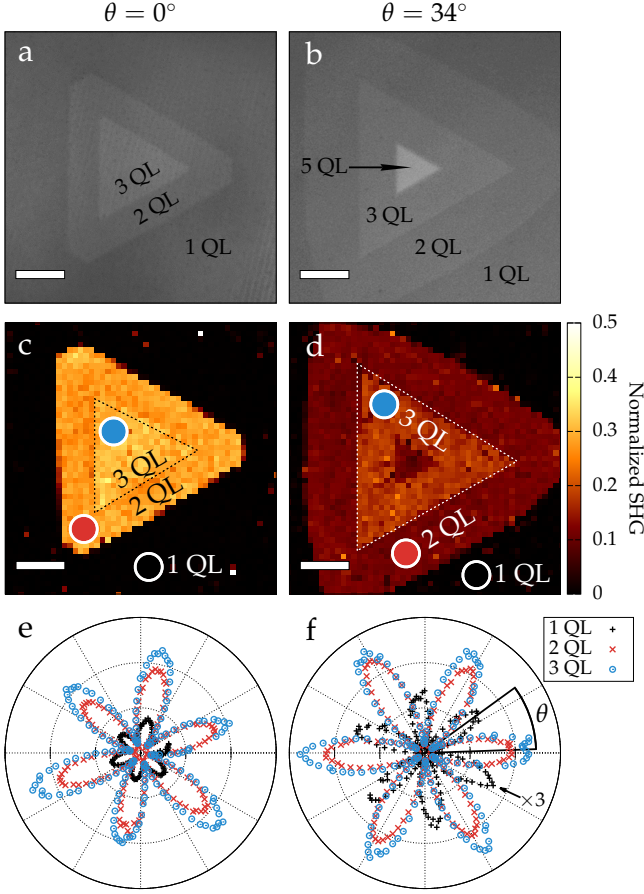 θ = 0° θ = 34°
a
3 QL
2 QL
1 QL
b
5 QL
3 QL
2 QL
1 QL
c
3 QL
2 QL
1 QL
d
3 QL
2 QL
1 QL
0.5
0.4
0.3
0.2
0.1
0
Normalized SHG
e
f
1 QL
2 QL
3 QL
θ
×3